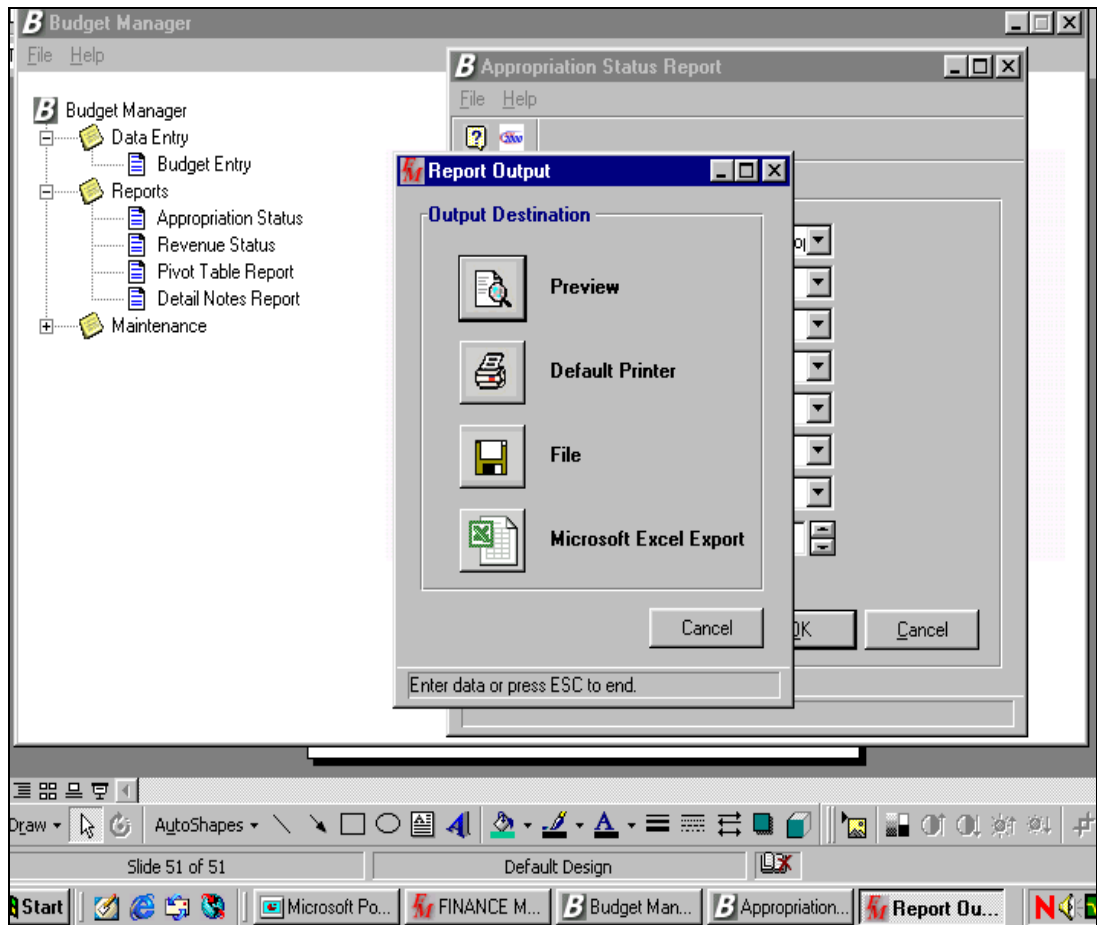 Budget Manager
File Help
Budget Manager
Data Entry
Budget Entry
Reports
Appropriation Status
Revenue Status
Pivot Table Report
Detail Notes Report
Maintenance
Appropriation Status Report
File Help
Report Output
Output Destination
Preview
Default Printer
File
Microsoft Excel Export
Cancel
Enter data or press ESC to end.
OK
Cancel
Draw AutoShapes
Slide 51 of 51
Default Design
Start
Microsoft Po...
FINANCE M...
Budget Man...
Appropriation...
Report Ou...